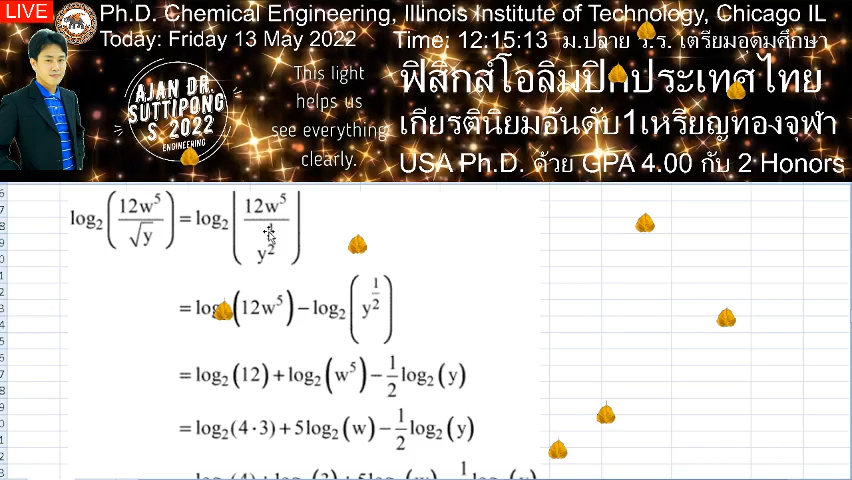 LIVE
Ph.D. Chemical Engineering, Illinois Institute of Technology, Chicago IL
Today: Friday 13 May 2022 Time: 12:15:13 ม.ปลาย ร.ร. เตรียมอุดมศึกษา
AJAN DR.
SUTTIPONG
S. 2022
ENGINEERING
This light
helps us
see everything
clearly.
ฟิสิกส์โอลิมปิกประเทศไทย
เกียรตินิยมอันดับ1เหรียญทองจุฬา
USA Ph.D. ด้วย GPA 4.00 กับ 2 Honors
log₂(12w⁵/√y) = log₂(12w⁵/y^(1/2))
= log₂(12w⁵) − log₂(y^(1/2))
= log₂(12) + log₂(w⁵) − 1/2 log₂(y)
= log₂(4·3) + 5log₂(w) − 1/2 log₂(y)